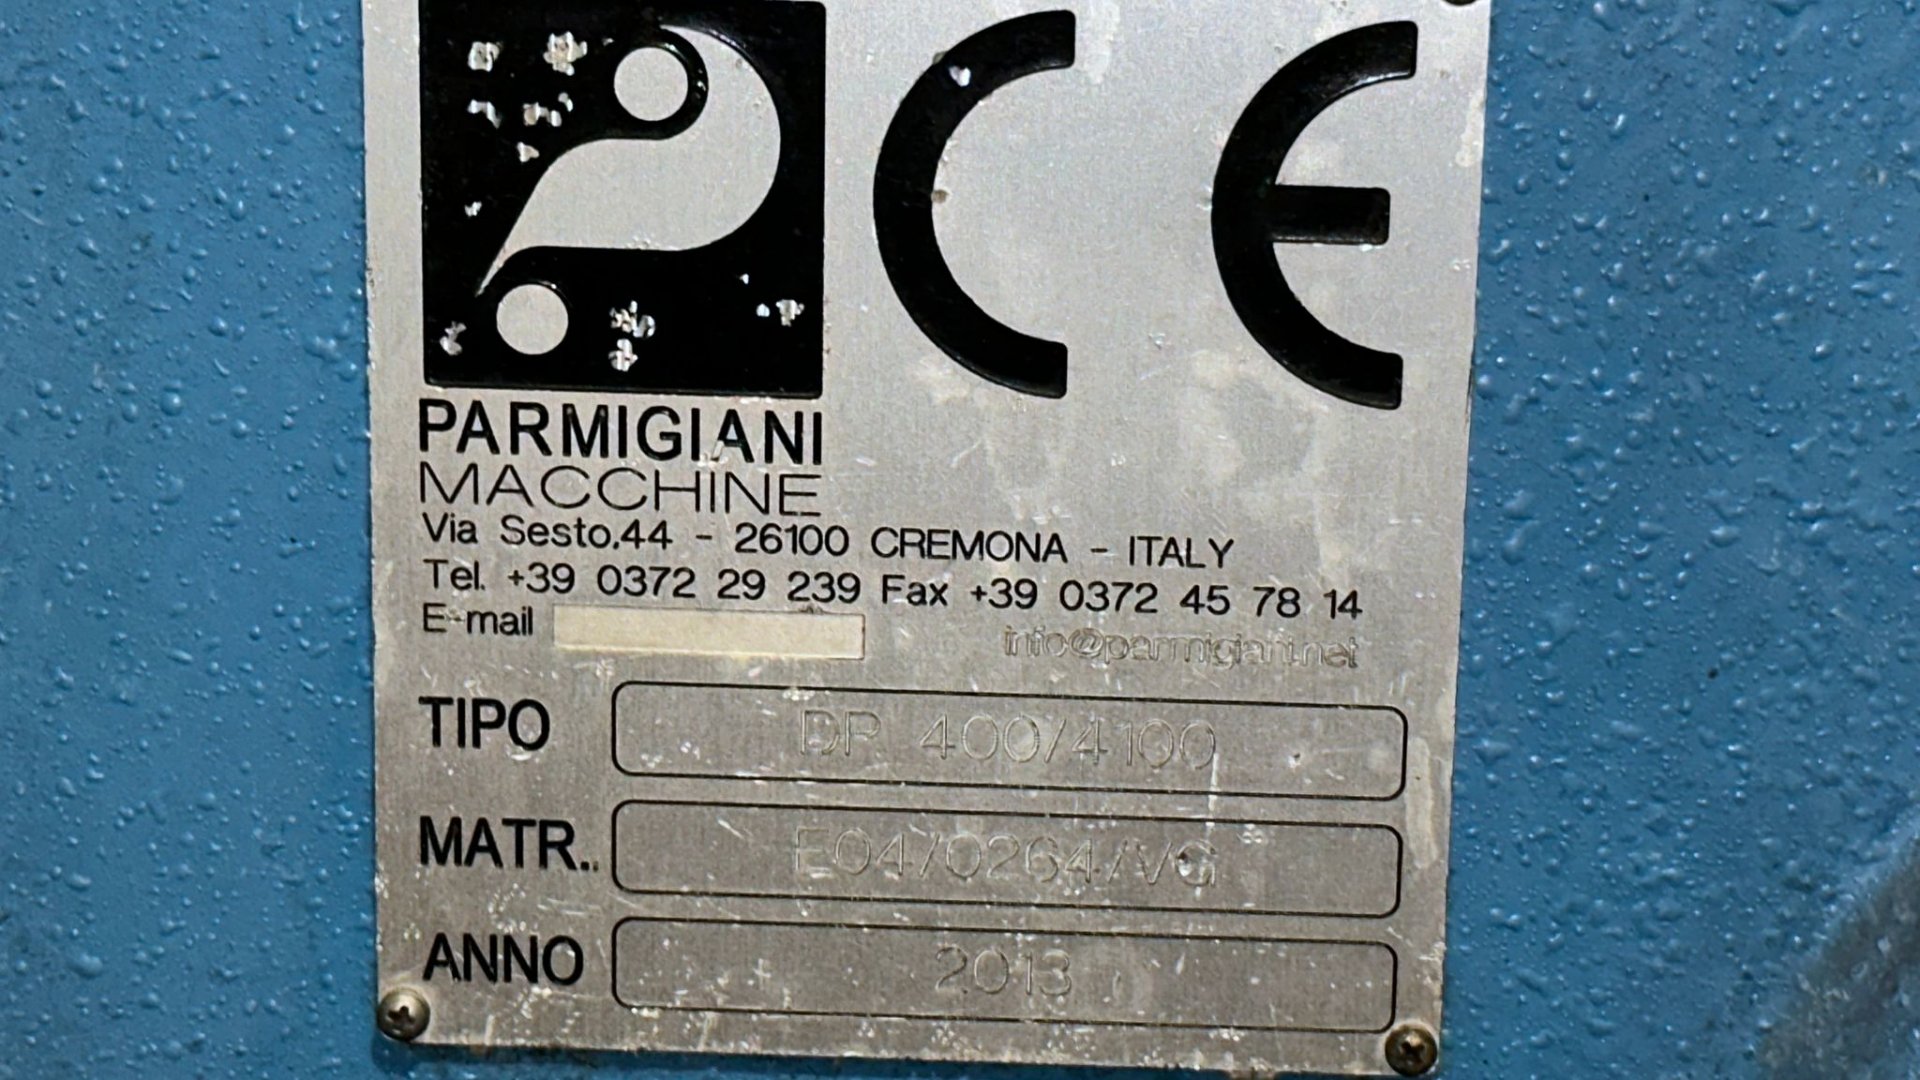 CE
PARMIGIANI
MACCHINE
Via Sesto.44 - 26100 CREMONA - ITALY
Tel. +39 0372 29 239 Fax +39 0372 45 78 14
E-mail info@parmigiani.net
TIPO DP 400/4100
MATR.. E04/0264/VG
ANNO 2013